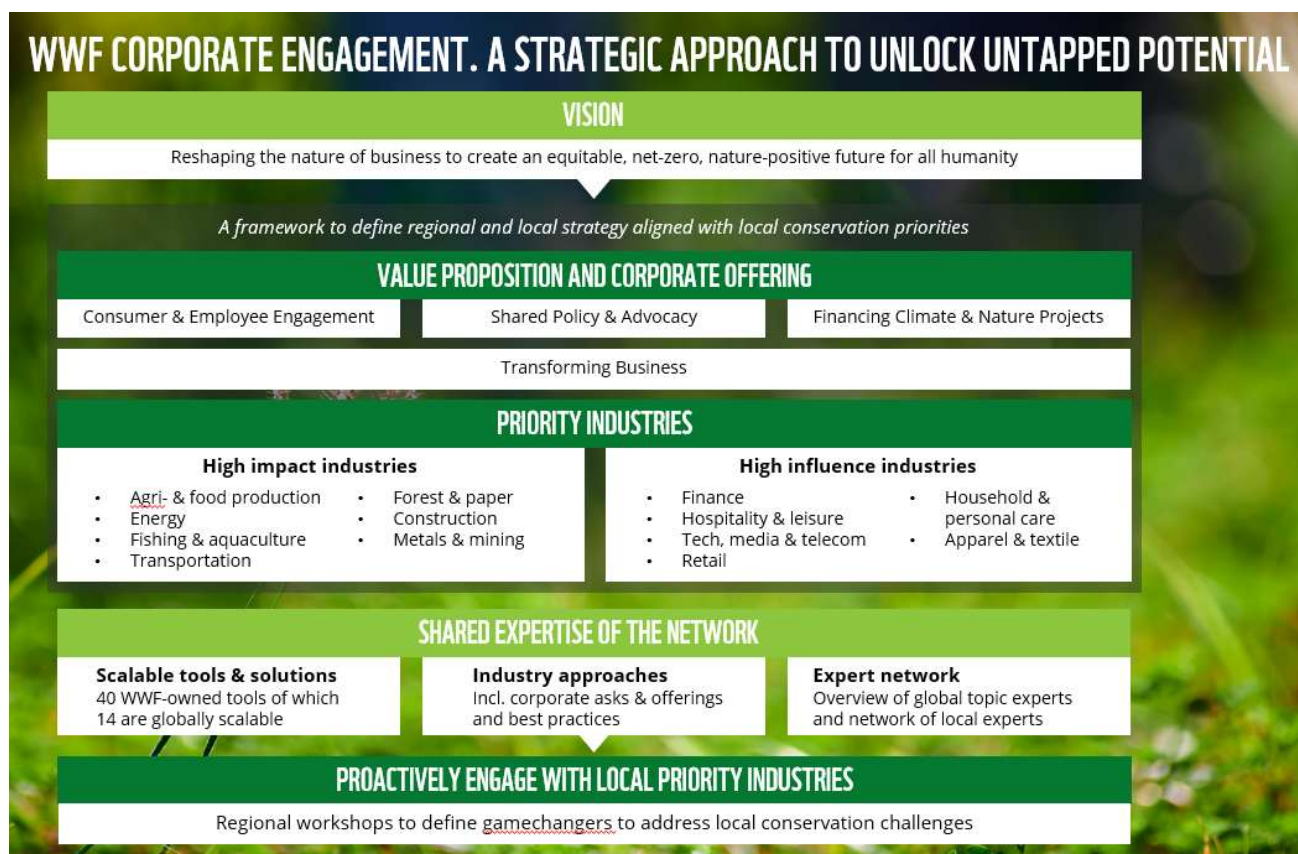 WWF CORPORATE ENGAGEMENT. A STRATEGIC APPROACH TO UNLOCK UNTAPPED POTENTIAL
VISION
Reshaping the nature of business to create an equitable, net-zero, nature-positive future for all humanity
A framework to define regional and local strategy aligned with local conservation priorities
VALUE PROPOSITION AND CORPORATE OFFERING
Consumer & Employee Engagement
Shared Policy & Advocacy
Financing Climate & Nature Projects
Transforming Business
PRIORITY INDUSTRIES
High impact industries
• Agri- & food production
• Energy
• Fishing & aquaculture
• Transportation
• Forest & paper
• Construction
• Metals & mining
High influence industries
• Finance
• Hospitality & leisure
• Tech, media & telecom
• Retail
• Household &
personal care
• Apparel & textile
SHARED EXPERTISE OF THE NETWORK
Scalable tools & solutions
40 WWF-owned tools of which
14 are globally scalable
Industry approaches
Incl. corporate asks & offerings
and best practices
Expert network
Overview of global topic experts
and network of local experts
PROACTIVELY ENGAGE WITH LOCAL PRIORITY INDUSTRIES
Regional workshops to define gamechangers to address local conservation challenges